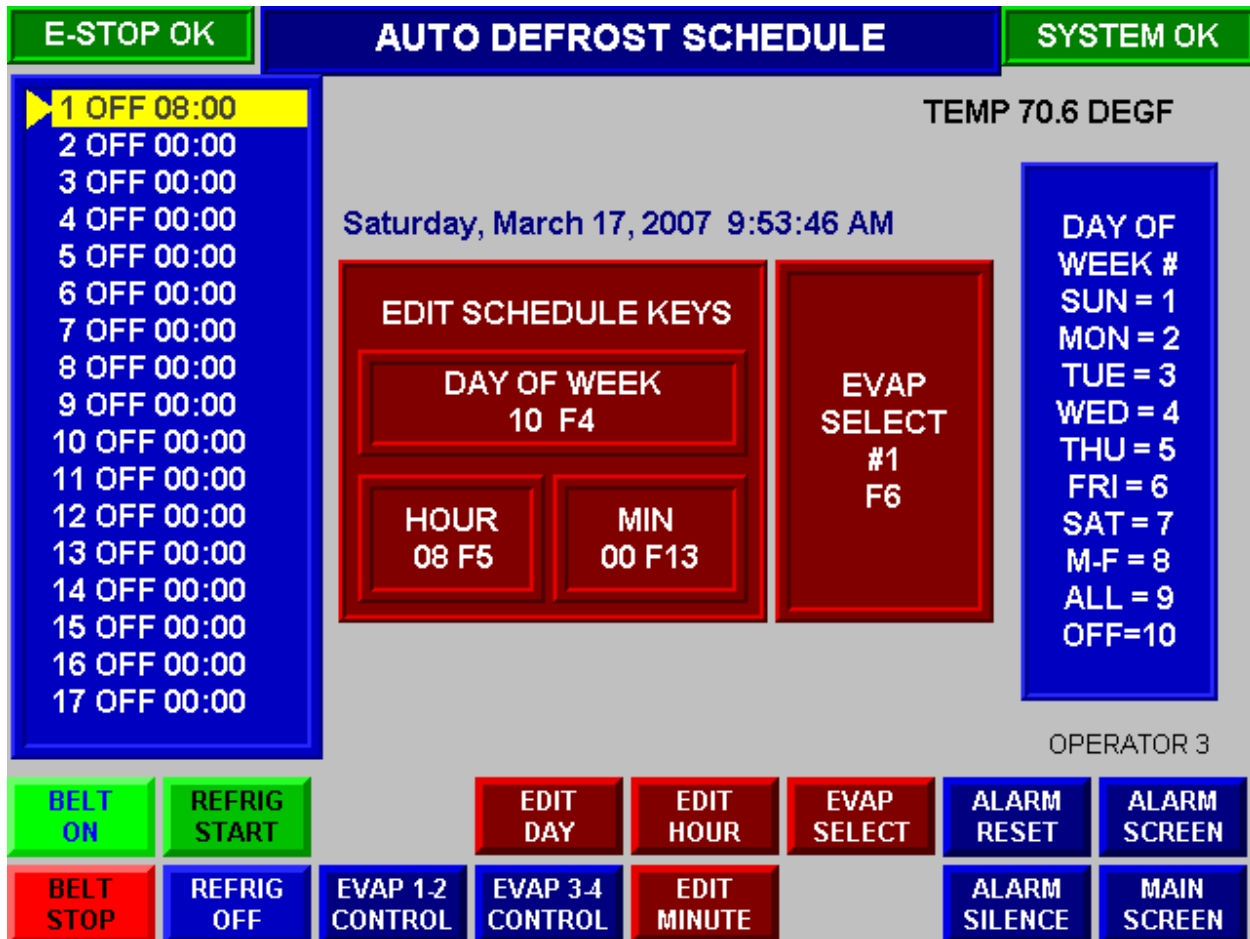 E-STOP OK
AUTO DEFROST SCHEDULE
SYSTEM OK
1 OFF 08:00
2 OFF 00:00
3 OFF 00:00
4 OFF 00:00
5 OFF 00:00
6 OFF 00:00
7 OFF 00:00
8 OFF 00:00
9 OFF 00:00
10 OFF 00:00
11 OFF 00:00
12 OFF 00:00
13 OFF 00:00
14 OFF 00:00
15 OFF 00:00
16 OFF 00:00
17 OFF 00:00
TEMP 70.6 DEGF
Saturday, March 17, 2007 9:53:46 AM
EDIT SCHEDULE KEYS
DAY OF WEEK
10 F4
HOUR
08 F5
MIN
00 F13
EVAP
SELECT
#1
F6
DAY OF
WEEK #
SUN = 1
MON = 2
TUE = 3
WED = 4
THU = 5
FRI = 6
SAT = 7
M-F = 8
ALL = 9
OFF=10
OPERATOR 3
BELT
ON
REFRIG
START
EDIT
DAY
EDIT
HOUR
EVAP
SELECT
ALARM
RESET
ALARM
SCREEN
BELT
STOP
REFRIG
OFF
EVAP 1-2
CONTROL
EVAP 3-4
CONTROL
EDIT
MINUTE
ALARM
SILENCE
MAIN
SCREEN